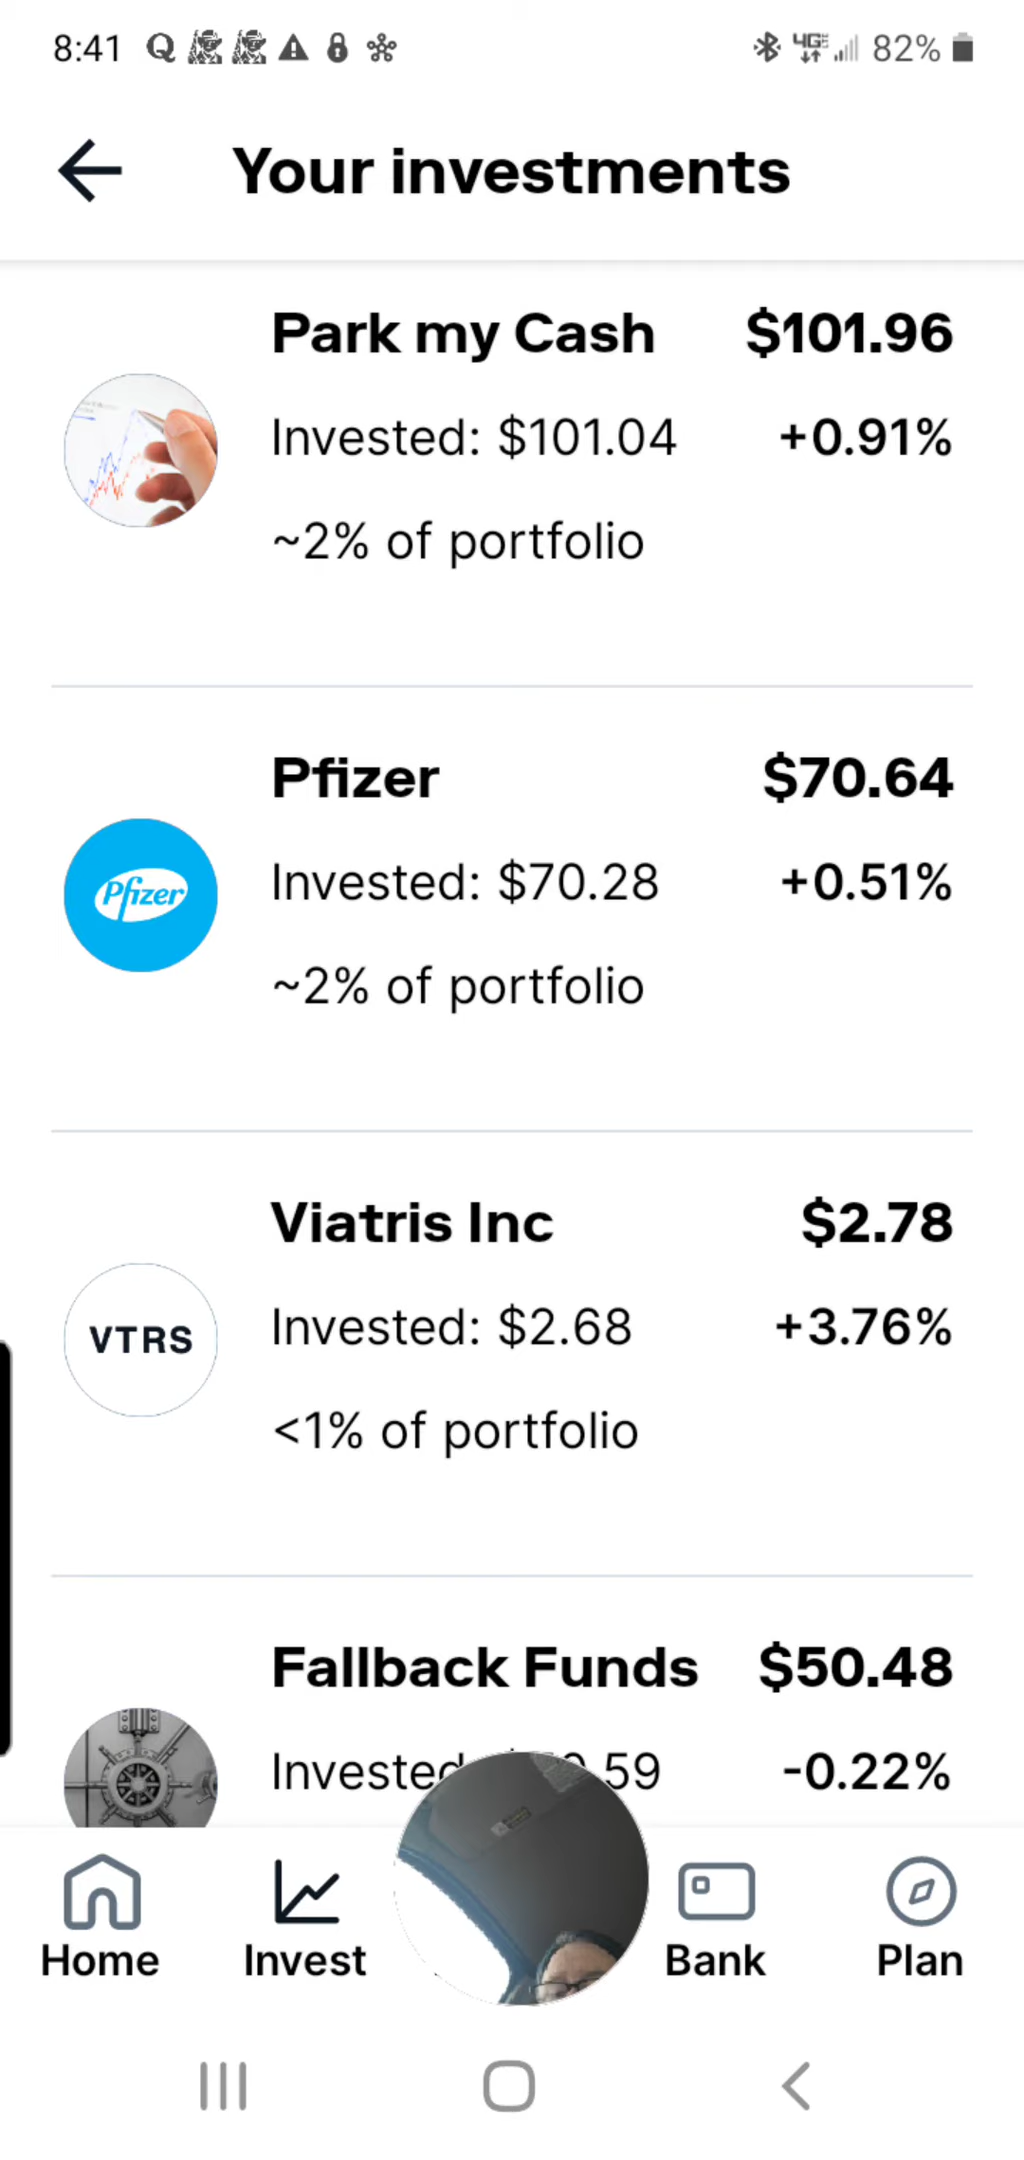 8:41 Q 4GE 82%
Your investments
Park my Cash $101.96
Invested: $101.04 +0.91%
~2% of portfolio
Pfizer $70.64
Pfizer
Invested: $70.28 +0.51%
~2% of portfolio
Viatris Inc $2.78
VTRS
Invested: $2.68 +3.76%
<1% of portfolio
Fallback Funds $50.48
Invested .59 -0.22%
Home Invest Bank Plan